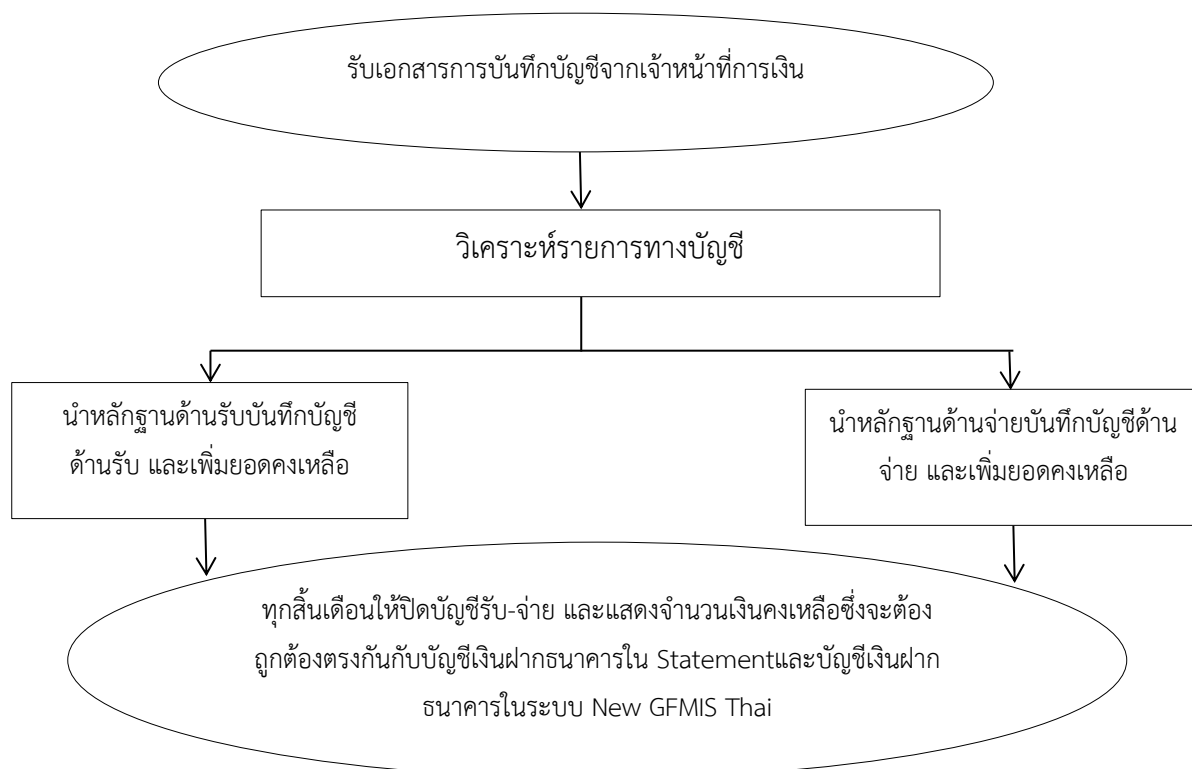 รับเอกสารการบันทึกบัญชีจากเจ้าหน้าที่การเงิน
วิเคราะห์รายการทางบัญชี
นำหลักฐานด้านรับบันทึกบัญชี
ด้านรับ และเพิ่มยอดคงเหลือ
นำหลักฐานด้านจ่ายบันทึกบัญชีด้าน
จ่าย และเพิ่มยอดคงเหลือ
ทุกสิ้นเดือนให้ปิดบัญชีรับ-จ่าย และแสดงจำนวนเงินคงเหลือซึ่งจะต้อง
ถูกต้องตรงกันกับบัญชีเงินฝากธนาคารใน Statementและบัญชีเงินฝาก
ธนาคารในระบบ New GFMIS Thai